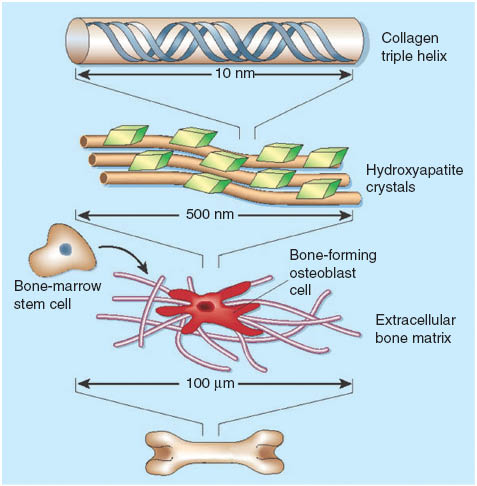 Collagen
triple helix
10 nm
Hydroxyapatite
crystals
500 nm
Bone-marrow
stem cell
Bone-forming
osteoblast
cell
Extracellular
bone matrix
100 μm